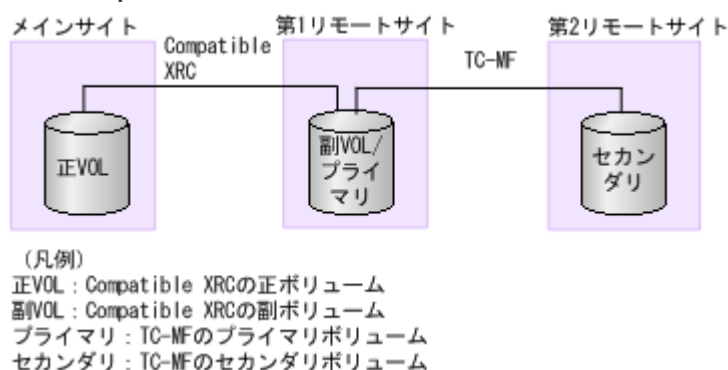 メインサイト
第1リモートサイト
第2リモートサイト
Compatible
XRC
TC-MF
正VOL
副VOL/
プライ
マリ
セカン
ダリ
(凡例)
正VOL:Compatible XRCの正ボリューム
副VOL:Compatible XRCの副ボリューム
プライマリ:TC-MFのプライマリボリューム
セカンダリ:TC-MFのセカンダリボリューム